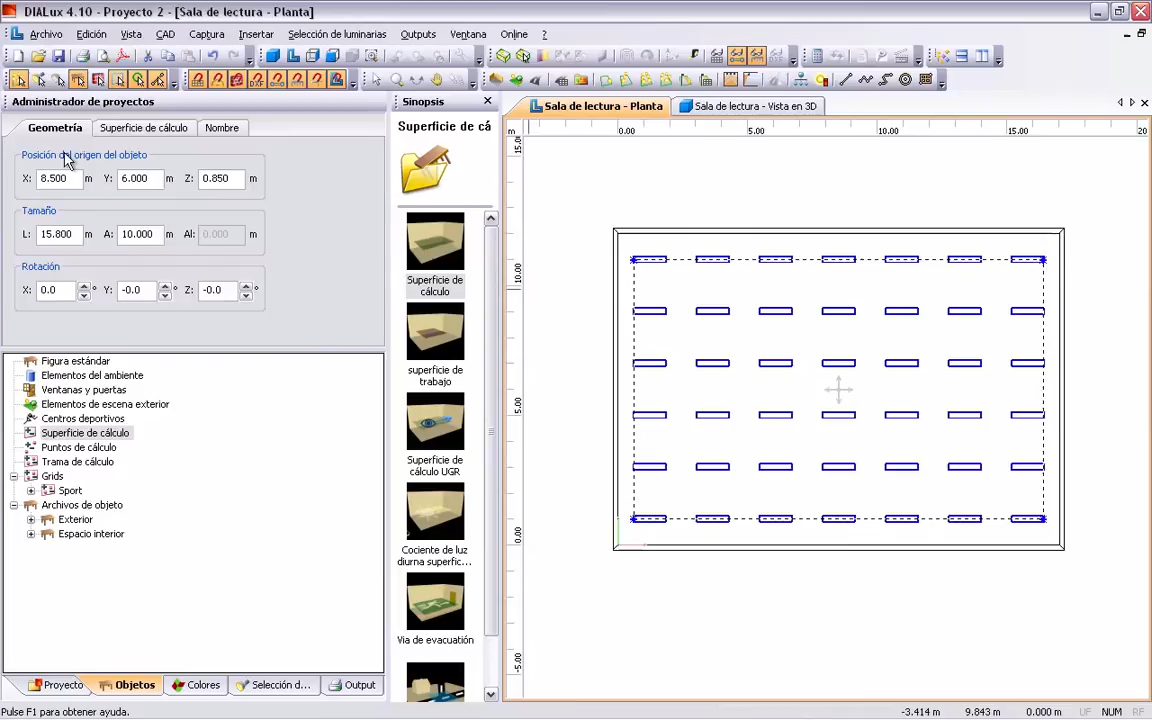 DIALux 4.10 - Proyecto 2 - [Sala de lectura - Planta]
Archivo Edición Vista CAD Captura Insertar Selección de luminarias Outputs Ventana Online ?
Administrador de proyectos
Geometría Superficie de cálculo Nombre
Posición del origen del objeto
X: 8.500 m Y: 6.000 m Z: 0.850 m
Tamaño
L: 15.800 m A: 10.000 m Al: 0.000 m
Rotación
X: 0.0 ° Y: -0.0 ° Z: -0.0 °
Figura estándar
Elementos del ambiente
Ventanas y puertas
Elementos de escena exterior
Centros deportivos
Superficie de cálculo
Puntos de cálculo
Trama de cálculo
Grids
Sport
Archivos de objeto
Exterior
Espacio interior
Proyecto Objetos Colores Selección d... Output
Sinopsis
Superficie de cá
Superficie de
cálculo
superficie de
trabajo
Superficie de
cálculo UGR
Cociente de luz
diurna superfic...
Via de evacuatión
Sala de lectura - Planta Sala de lectura - Vista en 3D
m 0.00 5.00 10.00 15.00 20
15.0
10.00
5.00
0.00
-5.00
Pulse F1 para obtener ayuda. -3.414 m 9.843 m 0.000 m UF NUM RF